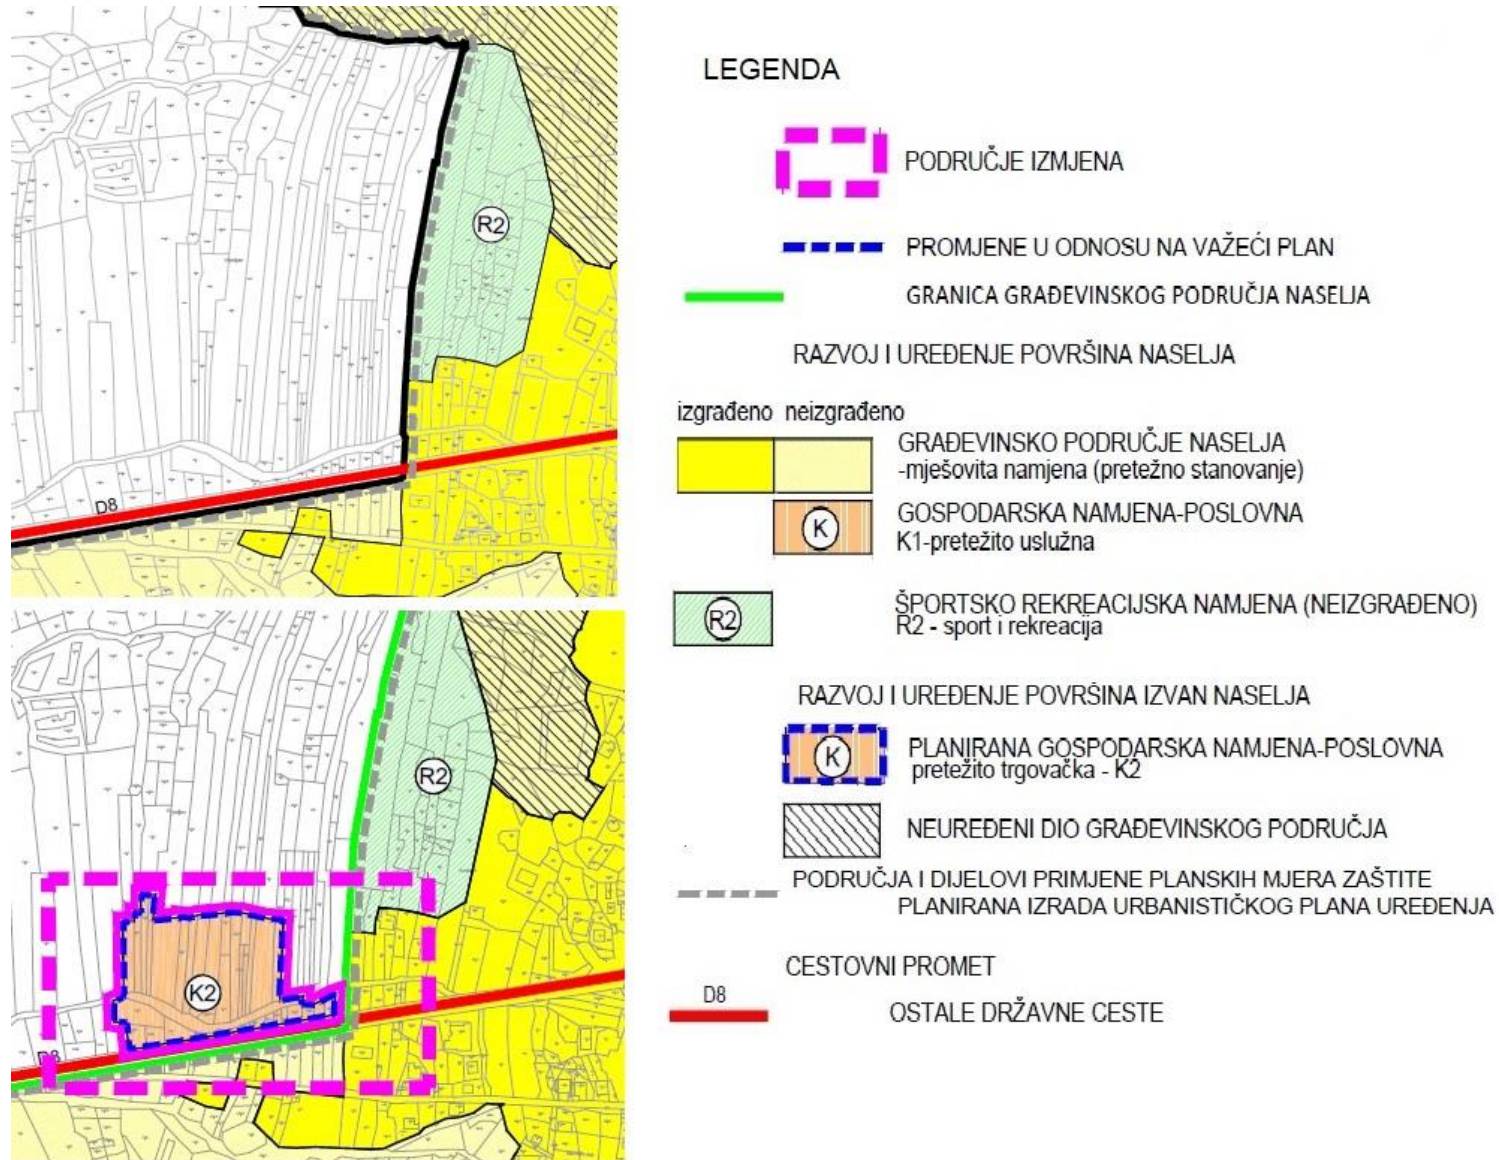 R2
D8
R2
K2
D8
LEGENDA
PODRUČJE IZMJENA
PROMJENE U ODNOSU NA VAŽEĆI PLAN
GRANICA GRAĐEVINSKOG PODRUČJA NASELJA
RAZVOJ I UREĐENJE POVRŠINA NASELJA
izgrađeno neizgrađeno
GRAĐEVINSKO PODRUČJE NASELJA
-mješovita namjena (pretežno stanovanje)
K
GOSPODARSKA NAMJENA-POSLOVNA
K1-pretežito uslužna
R2
ŠPORTSKO REKREACIJSKA NAMJENA (NEIZGRAĐENO)
R2 - sport i rekreacija
RAZVOJ I UREĐENJE POVRŠINA IZVAN NASELJA
K
PLANIRANA GOSPODARSKA NAMJENA-POSLOVNA
pretežito trgovačka - K2
NEUREĐENI DIO GRAĐEVINSKOG PODRUČJA
PODRUČJA I DIJELOVI PRIMJENE PLANSKIH MJERA ZAŠTITE
PLANIRANA IZRADA URBANISTIČKOG PLANA UREĐENJA
CESTOVNI PROMET
D8
OSTALE DRŽAVNE CESTE